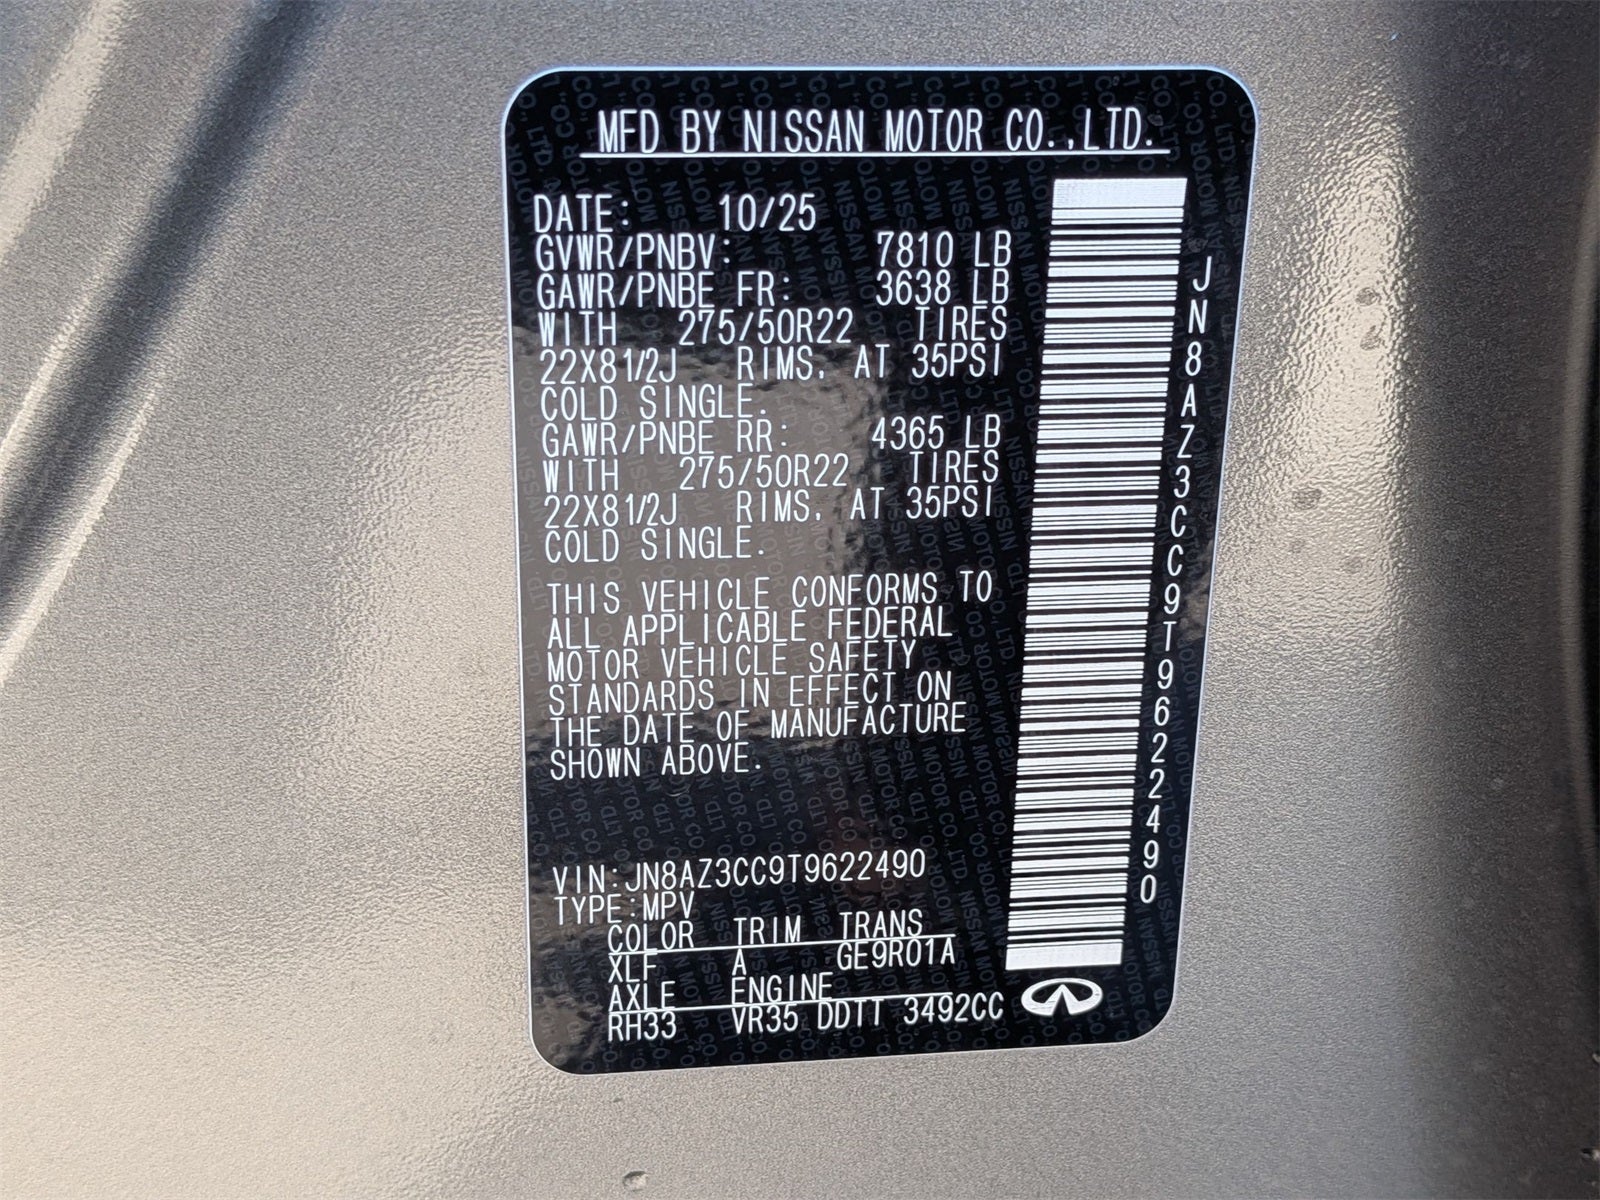 MFD BY NISSAN MOTOR CO.,LTD.
DATE: 10/25
GVWR/PNBV: 7810 LB
GAWR/PNBE FR: 3638 LB
WITH 275/50R22 TIRES
22X81/2J RIMS, AT 35PSI
COLD SINGLE.
GAWR/PNBE RR: 4365 LB
WITH 275/50R22 TIRES
22X81/2J RIMS, AT 35PSI
COLD SINGLE.
THIS VEHICLE CONFORMS TO
ALL APPLICABLE FEDERAL
MOTOR VEHICLE SAFETY
STANDARDS IN EFFECT ON
THE DATE OF MANUFACTURE
SHOWN ABOVE.
VIN:JN8AZ3CC9T9622490
TYPE:MPV
COLOR TRIM TRANS
XLF A GE9R01A
AXLE ENGINE
RH33 VR35 DDTT 3492CC
JN8AZ3CC9T9622490